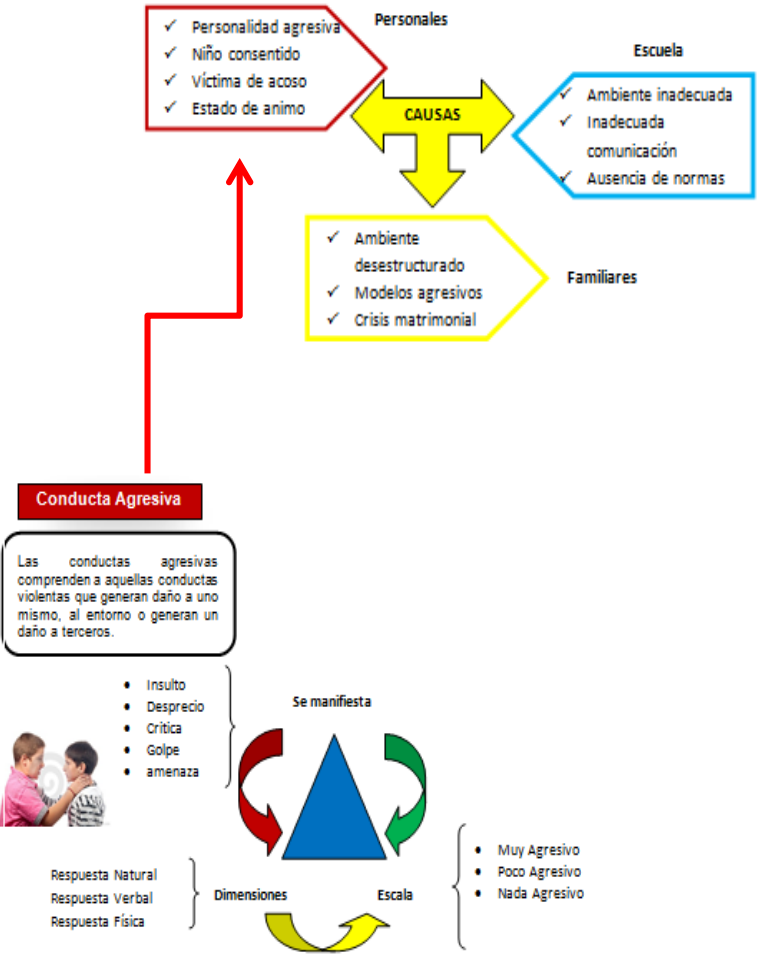 Personales
Personalidad agresiva
Niño consentido
Víctima de acoso
Estado de animo
CAUSAS
Escuela
Ambiente inadecuada
Inadecuada
comunicación
Ausencia de normas
Ambiente
desestructurado
Modelos agresivos
Crisis matrimonial
Familiares
Conducta Agresiva
Las conductas agresivas
comprenden a aquellas conductas
violentas que generan daño a uno
mismo, al entorno o generan un
daño a terceros.
Insulto
Desprecio
Critica
Golpe
amenaza
Se manifiesta
Respuesta Natural
Respuesta Verbal
Respuesta Física
Dimensiones
Escala
Muy Agresivo
Poco Agresivo
Nada Agresivo